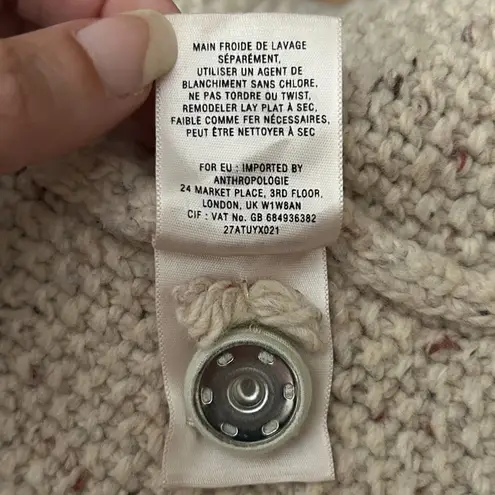 MAIN FROIDE DE LAVAGE
SÉPARÉMENT,
UTILISER UN AGENT DE
BLANCHIMENT SANS CHLORE,
NE PAS TORDRE OU TWIST,
REMODELER LAY PLAT À SEC,
FAIBLE COMME FER NÉCESSAIRES,
PEUT ÊTRE NETTOYER À SEC
FOR EU : IMPORTED BY
ANTHROPOLOGIE
24 MARKET PLACE, 3RD FLOOR,
LONDON, UK W1W8AN
CIF : VAT No. GB 684936382
27ATUYX021